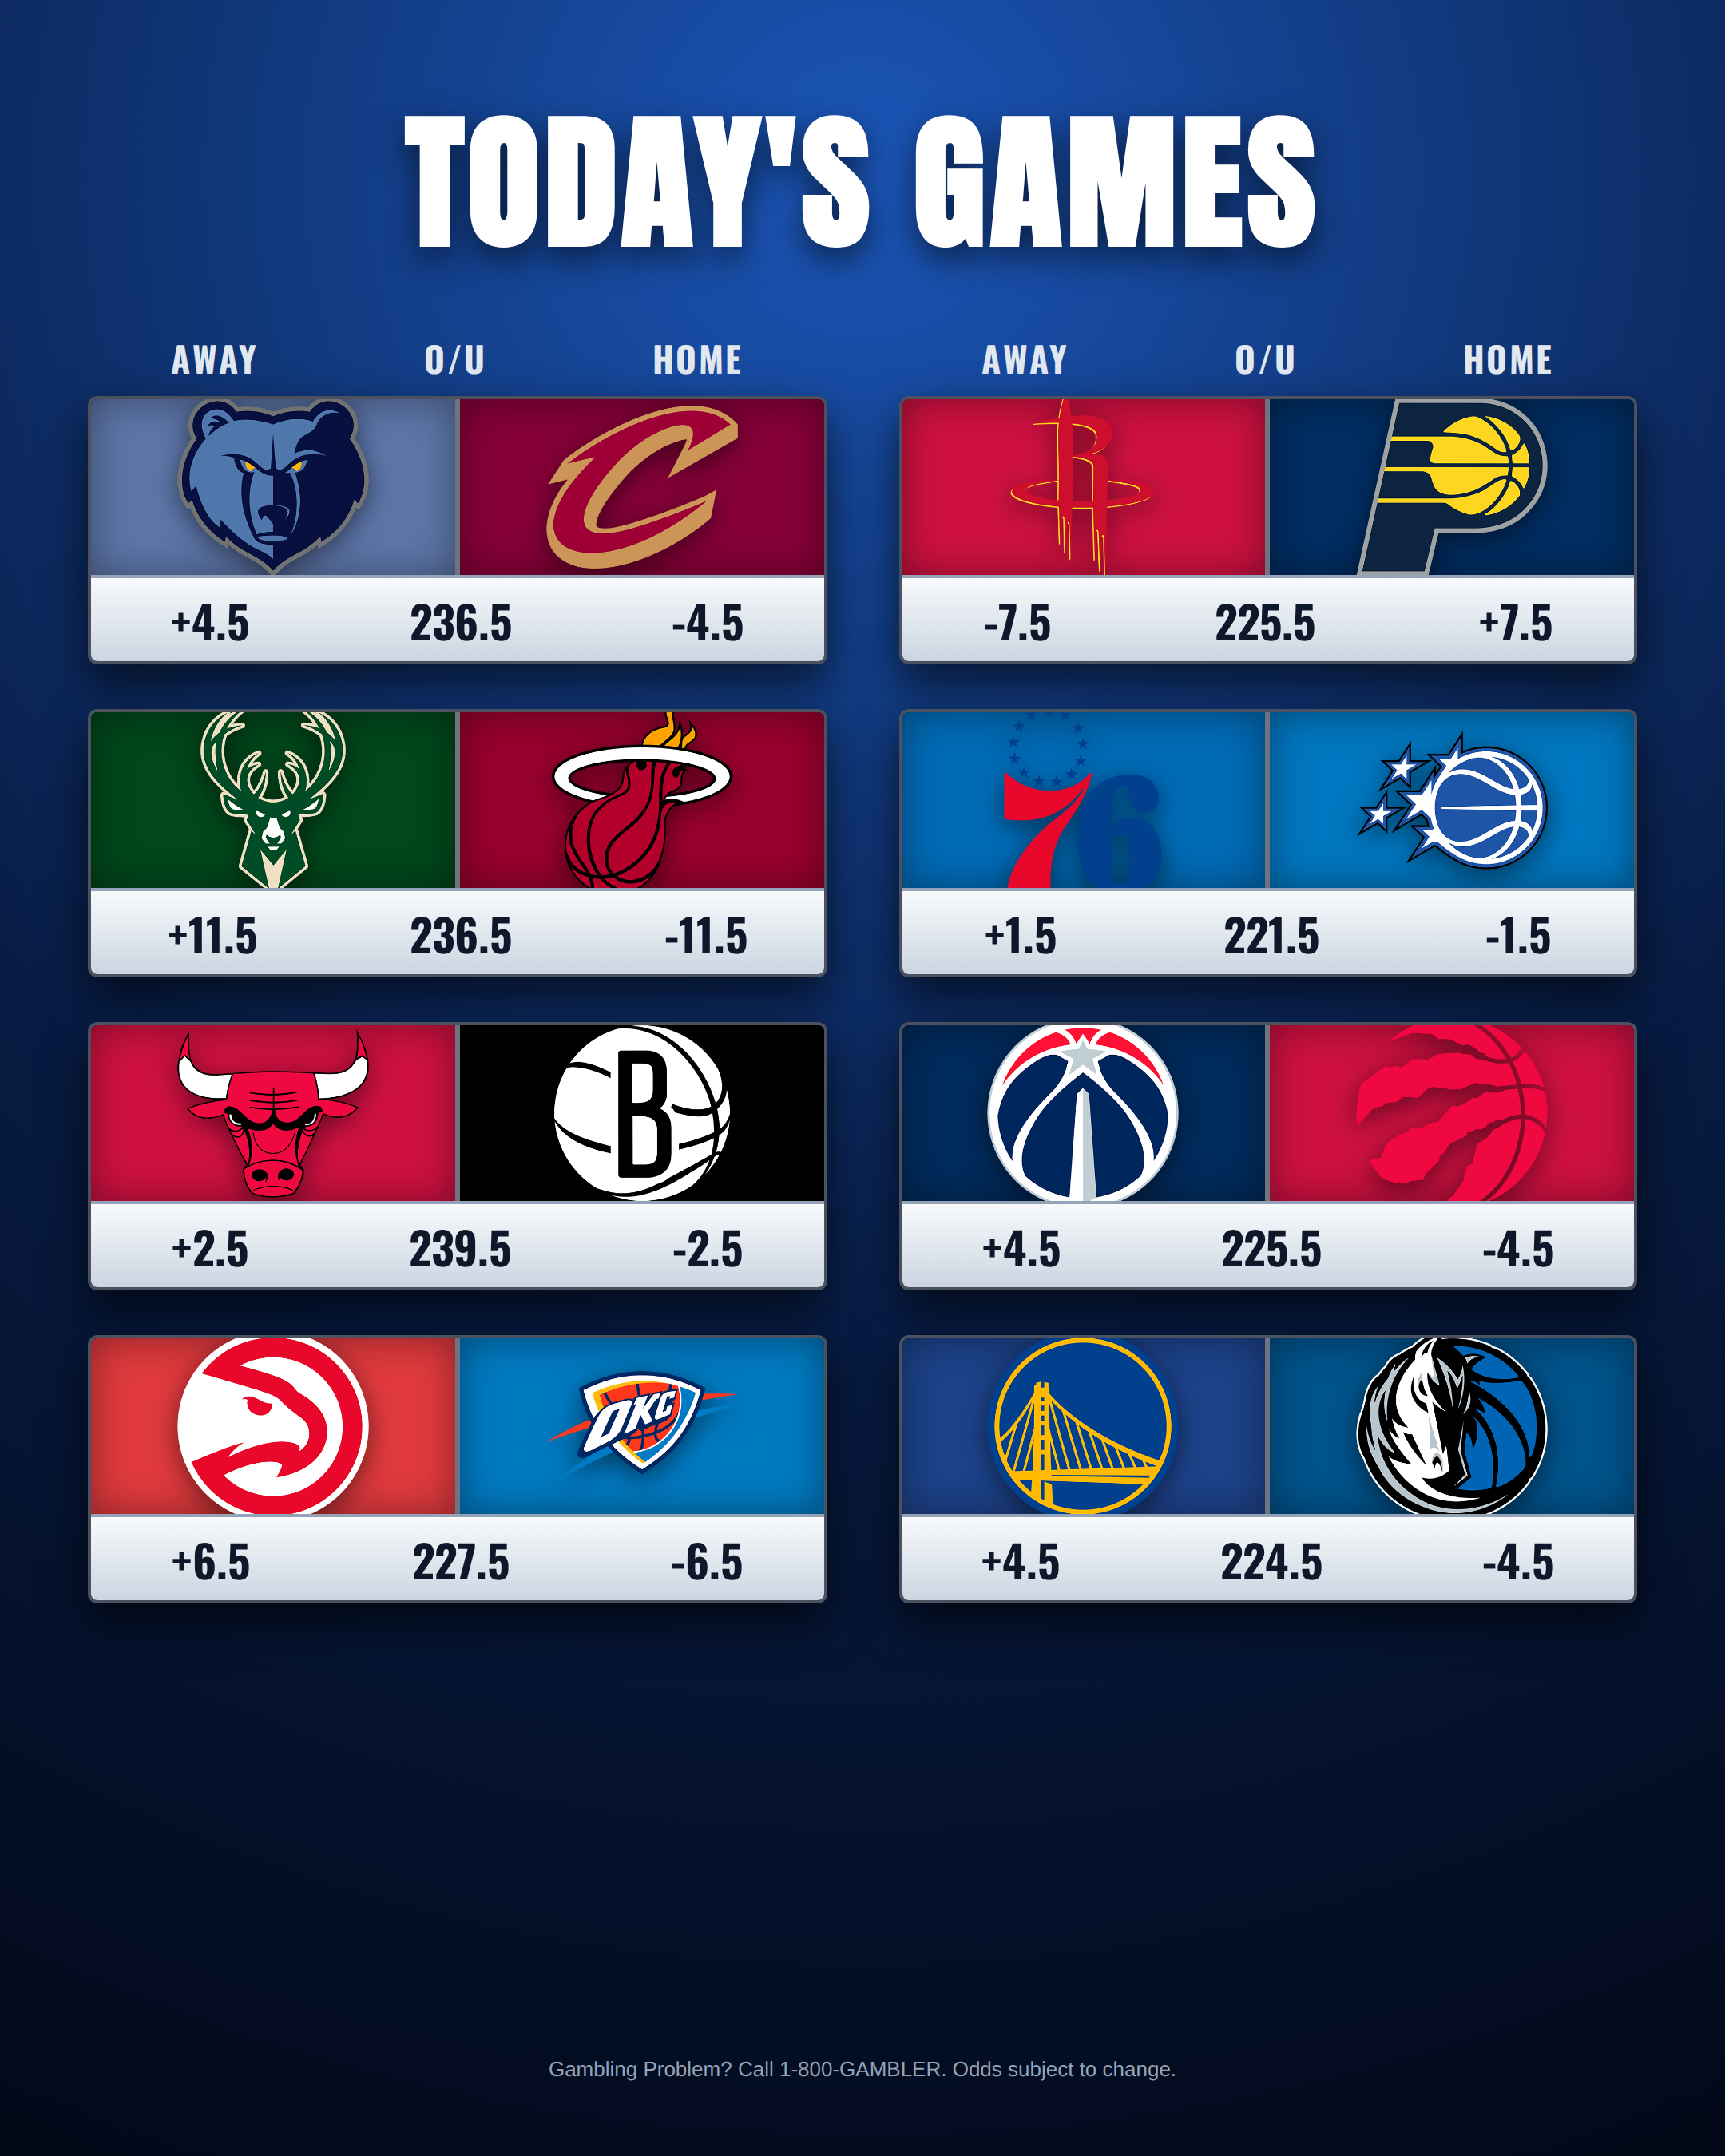 TODAY'S GAMES
AWAY O/U HOME AWAY O/U HOME
+4.5 236.5 -4.5
-7.5 225.5 +7.5
76
+11.5 236.5 -11.5
+1.5 221.5 -1.5
B
+2.5 239.5 -2.5
+4.5 225.5 -4.5
OKC
+6.5 227.5 -6.5
+4.5 224.5 -4.5
Gambling Problem? Call 1-800-GAMBLER. Odds subject to change.